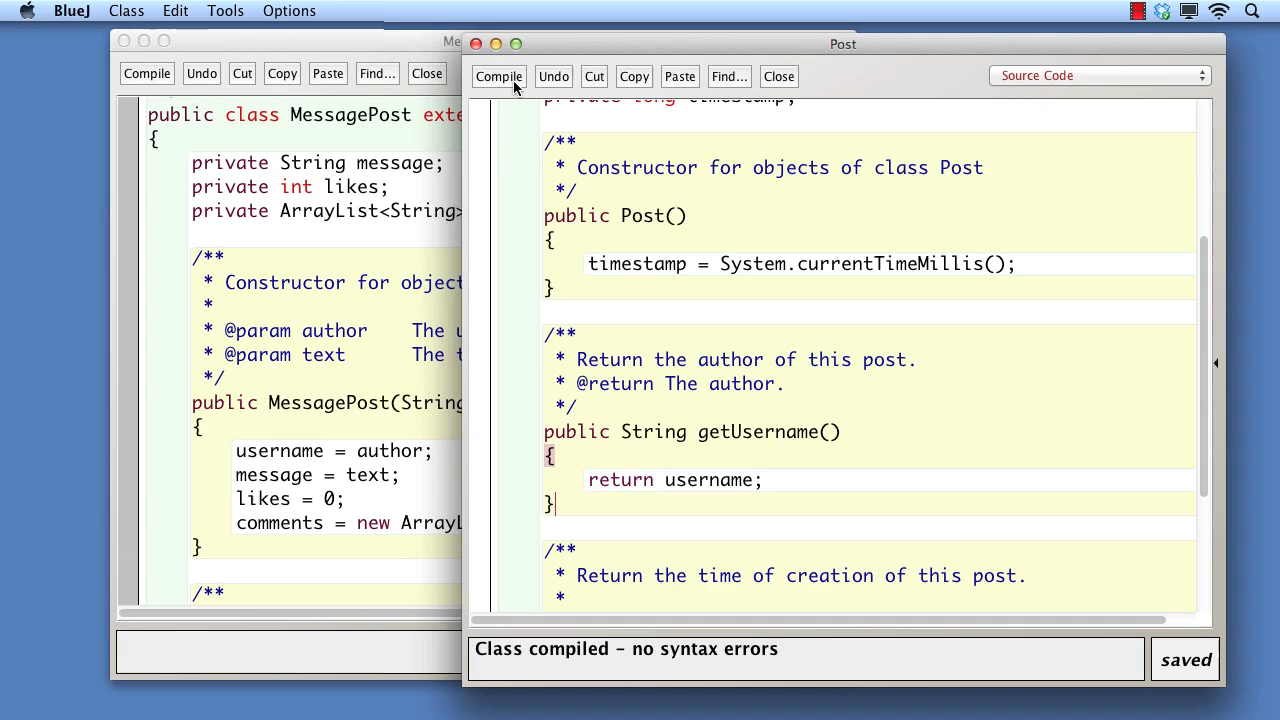 BlueJ Class Edit Tools Options
Me
Compile Undo Cut Copy Paste Find... Close
public class MessagePost exte
{
private String message;
private int likes;
private ArrayList<String>
/**
* Constructor for object
*
* @param author The u
* @param text The t
*/
public MessagePost(String
{
username = author;
message = text;
likes = 0;
comments = new ArrayL
}
/**
Post
Compile Undo Cut Copy Paste Find... Close
Source Code
private long timestamp;
/**
* Constructor for objects of class Post
*/
public Post()
{
timestamp = System.currentTimeMillis();
}
/**
* Return the author of this post.
* @return The author.
*/
public String getUsername()
{
return username;
}
/**
* Return the time of creation of this post.
*
Class compiled - no syntax errors
saved